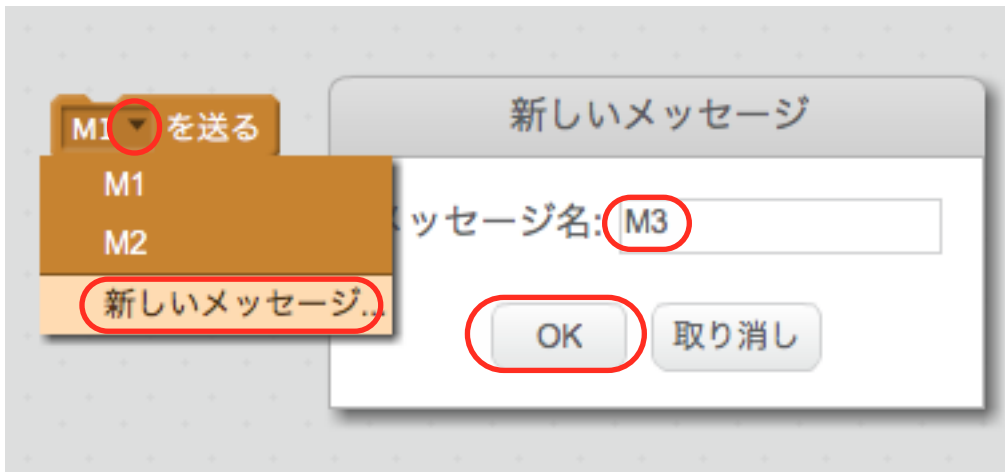 M1 を送る
M1
M2
新しいメッセージ...
新しいメッセージ
メッセージ名: M3
OK
取り消し